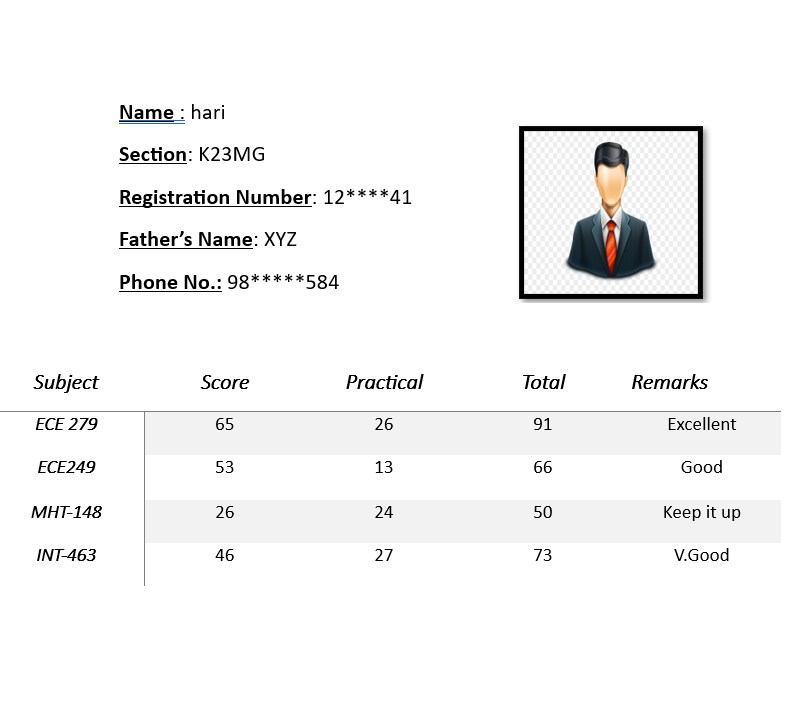 Name : hari
Section: K23MG
Registration Number: 12****41
Father’s Name: XYZ
Phone No.: 98*****584
Subject Score Practical Total Remarks
ECE 279 65 26 91 Excellent
ECE249 53 13 66 Good
MHT-148 26 24 50 Keep it up
INT-463 46 27 73 V.Good